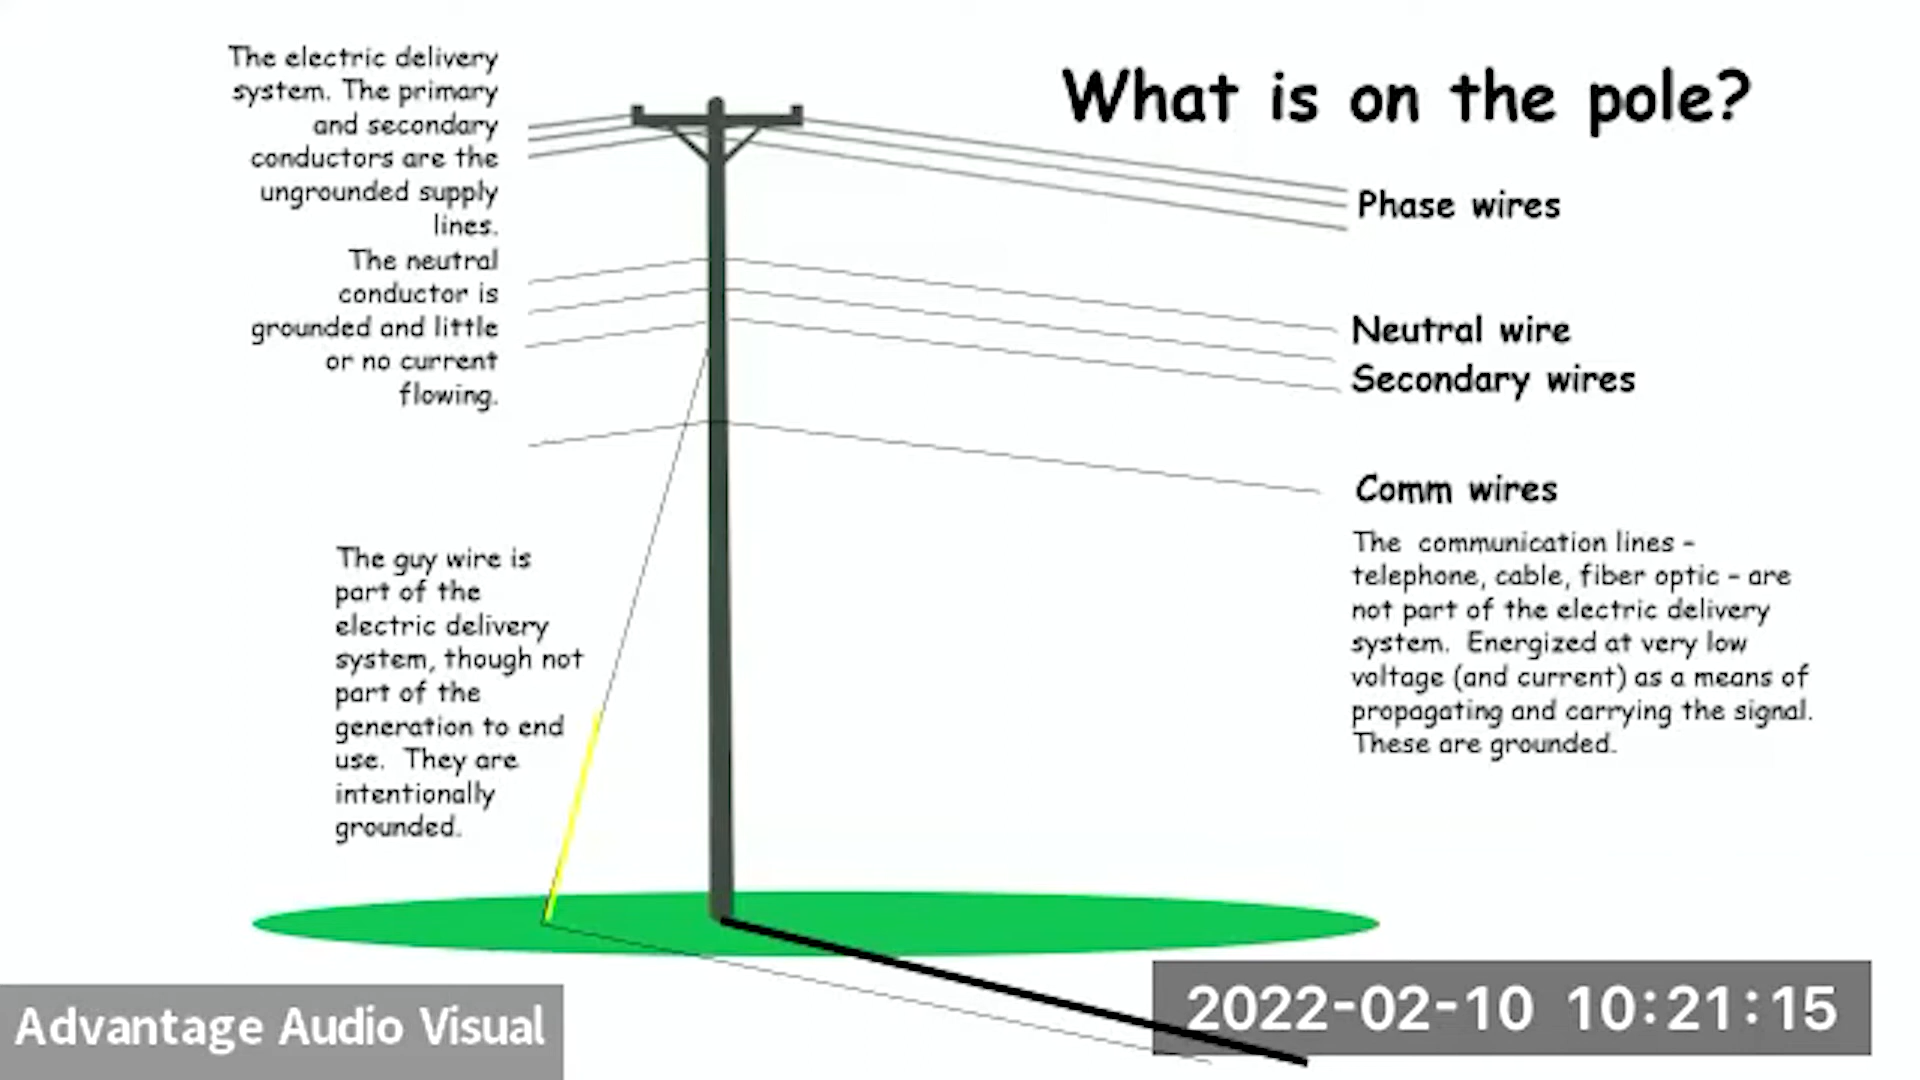 What is on the pole?
The electric delivery
system. The primary
and secondary
conductors are the
ungrounded supply
lines.
The neutral
conductor is
grounded and little
or no current
flowing.
Phase wires
Neutral wire
Secondary wires
Comm wires
The communication lines –
telephone, cable, fiber optic – are
not part of the electric delivery
system. Energized at very low
voltage (and current) as a means of
propagating and carrying the signal.
These are grounded.
The guy wire is
part of the
electric delivery
system, though not
part of the
generation to end
use. They are
intentionally
grounded.
Advantage Audio Visual
2022-02-10 10:21:15